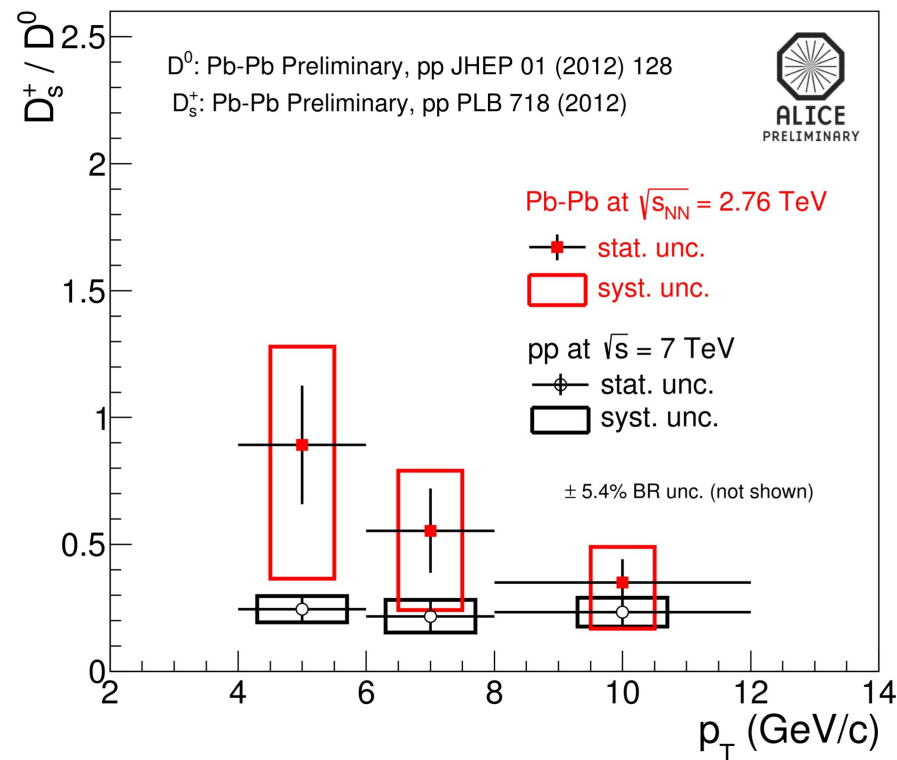 D_s^+ / D^0
2.5
2
1.5
1
0.5
0
D^0: Pb-Pb Preliminary, pp JHEP 01 (2012) 128
D_s^+: Pb-Pb Preliminary, pp PLB 718 (2012)
ALICE
PRELIMINARY
Pb-Pb at √s_NN = 2.76 TeV
stat. unc.
syst. unc.
pp at √s = 7 TeV
stat. unc.
syst. unc.
± 5.4% BR unc. (not shown)
2 4 6 8 10 12 14
p_T (GeV/c)